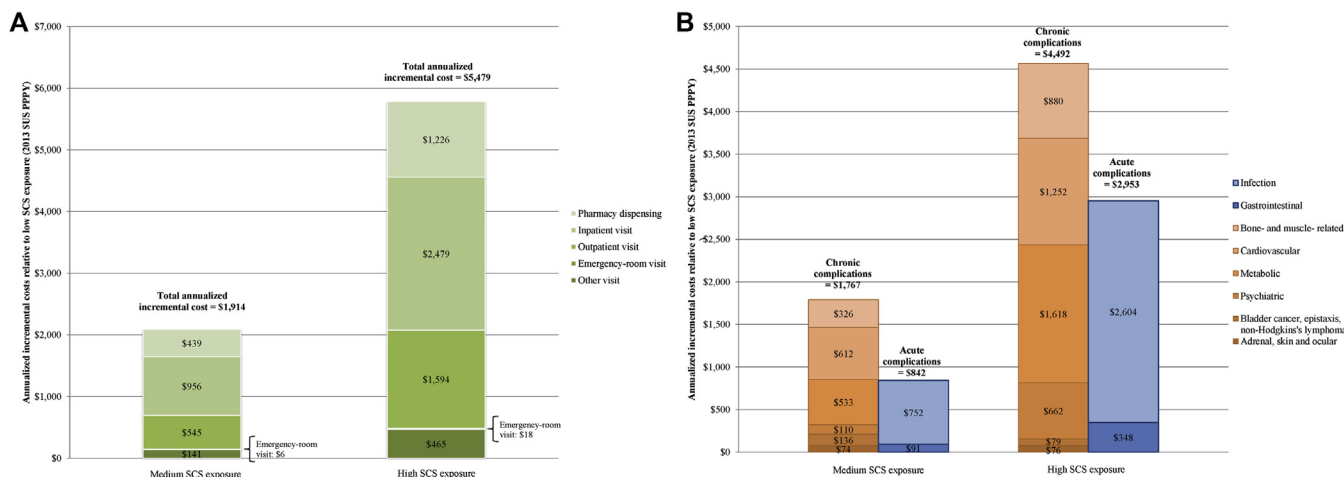 A
Annualized incremental costs relative to low SCS exposure (2013 $US PPPY)
$7,000
$6,000
$5,000
$4,000
$3,000
$2,000
$1,000
$0
Total annualized
incremental cost = $1,914
$439
$956
$545
$141
Emergency-room
visit: $6
Medium SCS exposure
Total annualized
incremental cost = $5,479
$1,226
$2,479
$1,594
$465
Emergency-room
visit: $18
High SCS exposure
Pharmacy dispensing
Inpatient visit
Outpatient visit
Emergency-room visit
Other visit
B
Annualized incremental costs relative to low SCS exposure (2013 $US PPPY)
$5,000
$4,500
$4,000
$3,500
$3,000
$2,500
$2,000
$1,500
$1,000
$500
$0
Chronic
complications
= $1,767
$326
$612
$533
$110
$136
$74
Acute
complications
= $842
$752
$91
Medium SCS exposure
Chronic
complications
= $4,492
$880
$1,252
$1,618
$662
$79
$76
Acute
complications
= $2,953
$2,604
$348
High SCS exposure
Infection
Gastrointestinal
Bone- and muscle- related
Cardiovascular
Metabolic
Psychiatric
Bladder cancer, epistaxis,
non-Hodgkins's lymphoma
Adrenal, skin and ocular